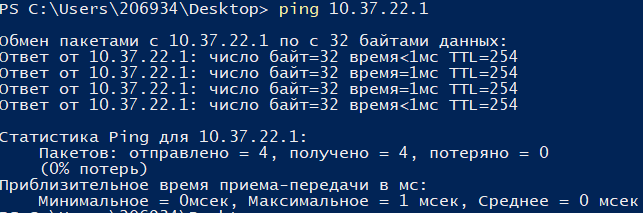 PS C:\Users\206934\Desktop> ping 10.37.22.1
Обмен пакетами с 10.37.22.1 по с 32 байтами данных:
Ответ от 10.37.22.1: число байт=32 время<1мс TTL=254
Ответ от 10.37.22.1: число байт=32 время<1мс TTL=254
Ответ от 10.37.22.1: число байт=32 время=1мс TTL=254
Ответ от 10.37.22.1: число байт=32 время<1мс TTL=254
Статистика Ping для 10.37.22.1:
Пакетов: отправлено = 4, получено = 4, потеряно = 0
(0% потерь)
Приблизительное время приема-передачи в мс:
Минимальное = 0мсек, Максимальное = 1 мсек, Среднее = 0 мсек